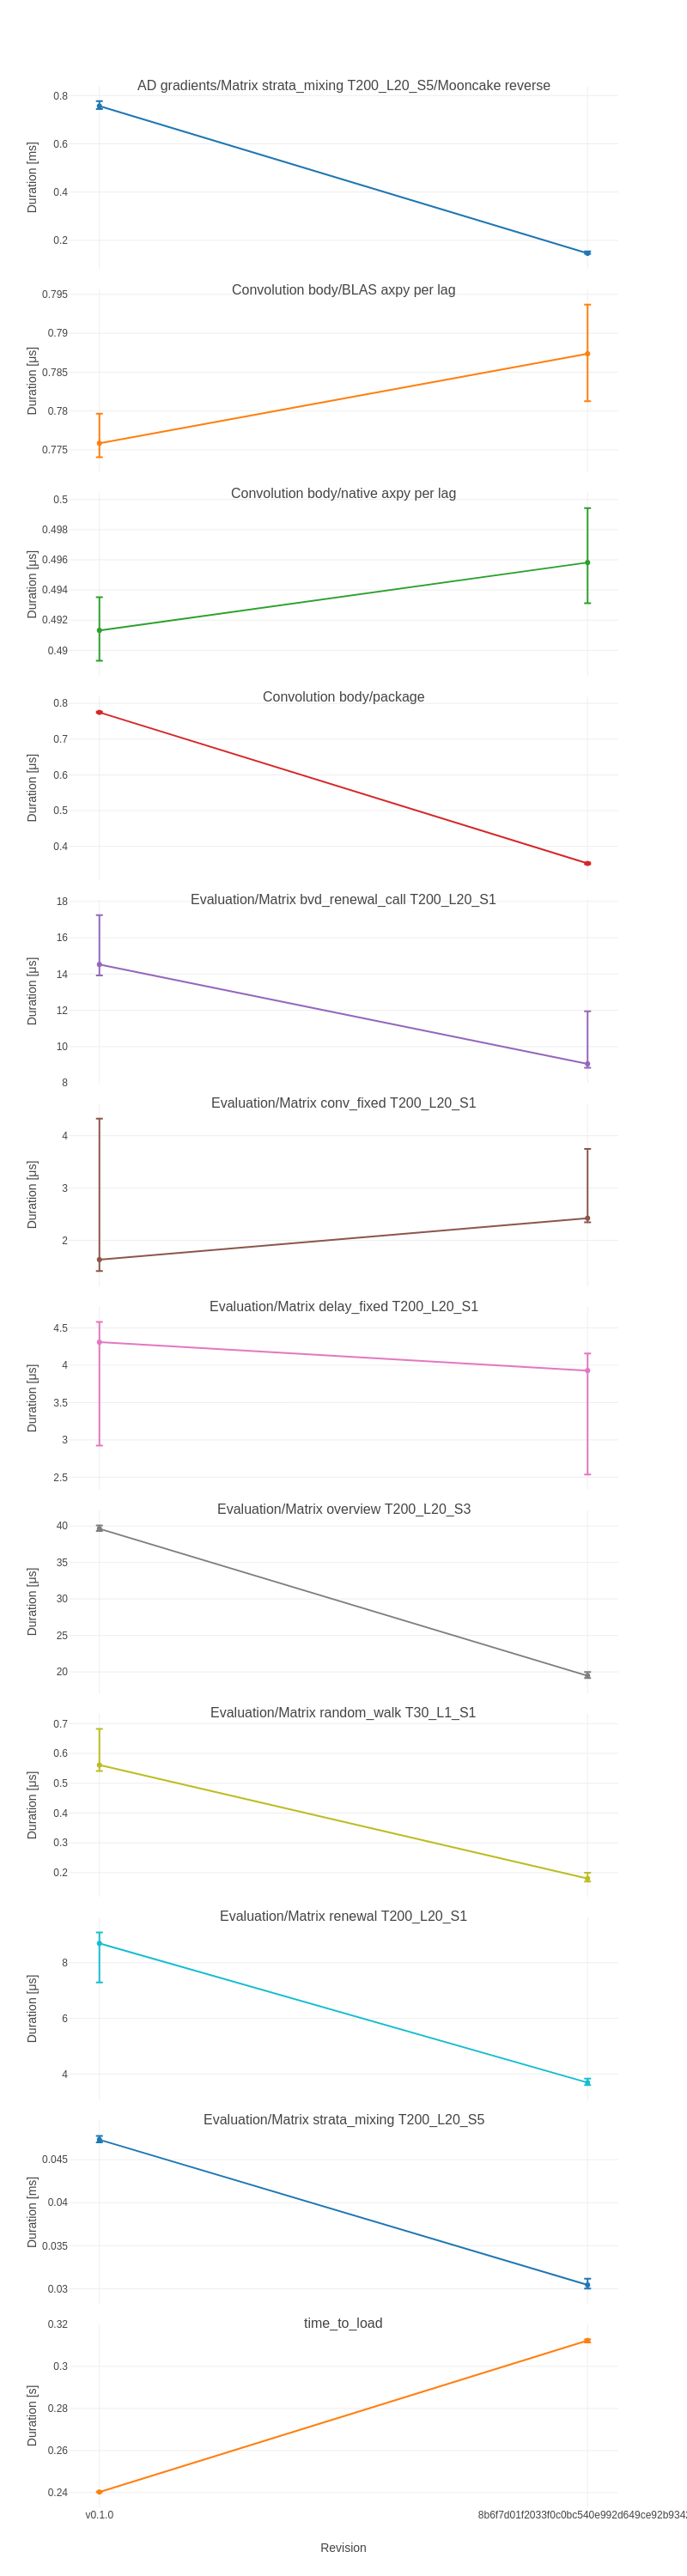 AD gradients/Matrix strata_mixing T200_L20_S5/Mooncake reverse
0.8
0.6
0.4
0.2
Duration [ms]
Convolution body/BLAS axpy per lag
0.795
0.79
0.785
0.78
0.775
Duration [μs]
Convolution body/native axpy per lag
0.5
0.498
0.496
0.494
0.492
0.49
Duration [μs]
Convolution body/package
0.8
0.7
0.6
0.5
0.4
Duration [μs]
Evaluation/Matrix bvd_renewal_call T200_L20_S1
18
16
14
12
10
8
Duration [μs]
Evaluation/Matrix conv_fixed T200_L20_S1
4
3
2
Duration [μs]
Evaluation/Matrix delay_fixed T200_L20_S1
4.5
4
3.5
3
2.5
Duration [μs]
Evaluation/Matrix overview T200_L20_S3
40
35
30
25
20
Duration [μs]
Evaluation/Matrix random_walk T30_L1_S1
0.7
0.6
0.5
0.4
0.3
0.2
Duration [μs]
Evaluation/Matrix renewal T200_L20_S1
8
6
4
Duration [μs]
Evaluation/Matrix strata_mixing T200_L20_S5
0.045
0.04
0.035
0.03
Duration [ms]
time_to_load
0.32
0.3
0.28
0.26
0.24
Duration [s]
v0.1.0
8b6f7d01f2033f0c0bc540e992d649ce92b9342
Revision